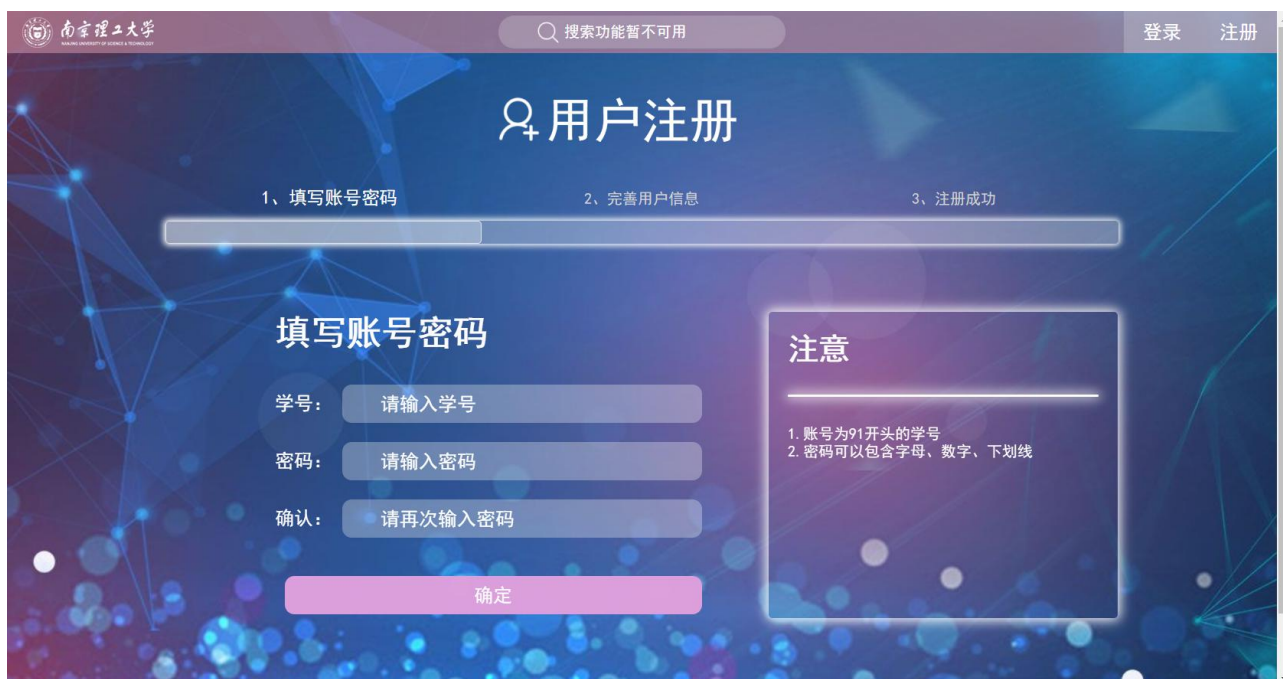 南京理工大学
NANJING UNIVERSITY OF SCIENCE & TECHNOLOGY
搜索功能暂不可用
登录 注册
用户注册
1、填写账号密码 2、完善用户信息 3、注册成功
填写账号密码
学号： 请输入学号
密码： 请输入密码
确认： 请再次输入密码
确定
注意
1.账号为91开头的学号
2.密码可以包含字母、数字、下划线